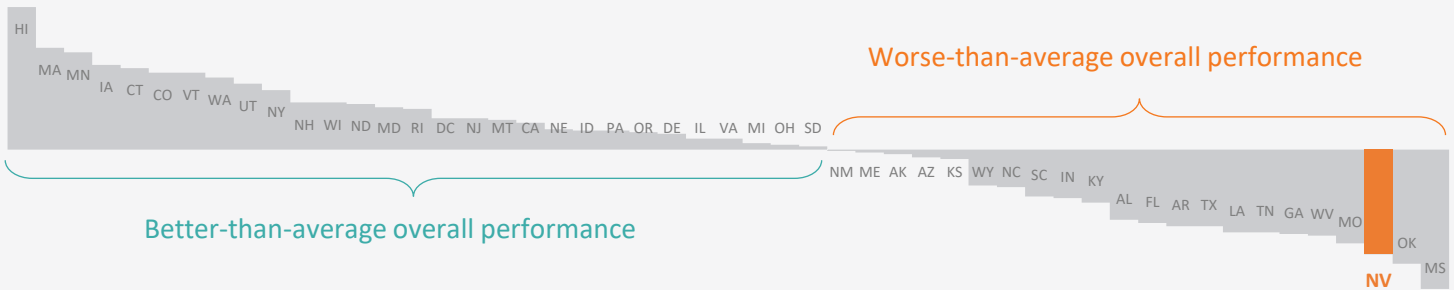 HI
MA
MN
IA
CT
CO
VT
WA
UT
NY
NH
WI
ND
MD
RI
DC
NJ
MT
CA
NE
ID
PA
OR
DE
IL
VA
MI
OH
SD
Better-than-average overall performance
Worse-than-average overall performance
NM
ME
AK
AZ
KS
WY
NC
SC
IN
KY
AL
FL
AR
TX
LA
TN
GA
WV
MO
NV
OK
MS